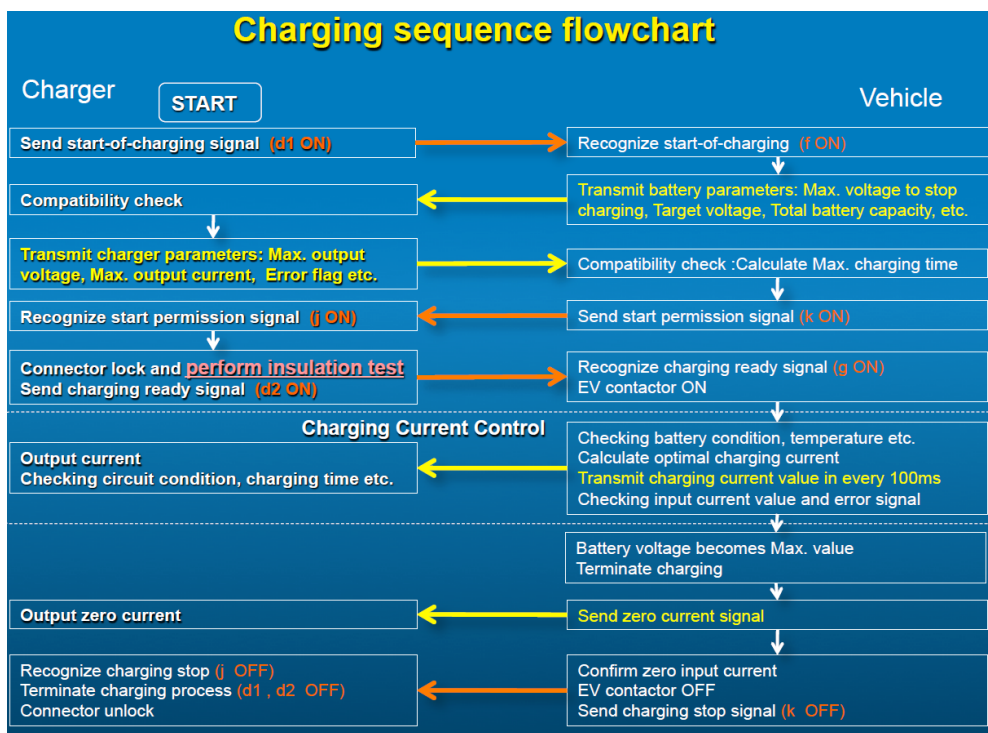 Charging sequence flowchart
Charger
START
Vehicle
Send start-of-charging signal (d1 ON)
Recognize start-of-charging (f ON)
Transmit battery parameters: Max. voltage to stop
charging, Target voltage, Total battery capacity, etc.
Compatibility check
Transmit charger parameters: Max. output
voltage, Max. output current, Error flag etc.
Compatibility check :Calculate Max. charging time
Recognize start permission signal (j ON)
Send start permission signal (k ON)
Connector lock and perform insulation test
Send charging ready signal (d2 ON)
Recognize charging ready signal (g ON)
EV contactor ON
Charging Current Control
Checking battery condition, temperature etc.
Calculate optimal charging current
Transmit charging current value in every 100ms
Checking input current value and error signal
Output current
Checking circuit condition, charging time etc.
Battery voltage becomes Max. value
Terminate charging
Output zero current
Send zero current signal
Recognize charging stop (j OFF)
Terminate charging process (d1 , d2 OFF)
Connector unlock
Confirm zero input current
EV contactor OFF
Send charging stop signal (k OFF)